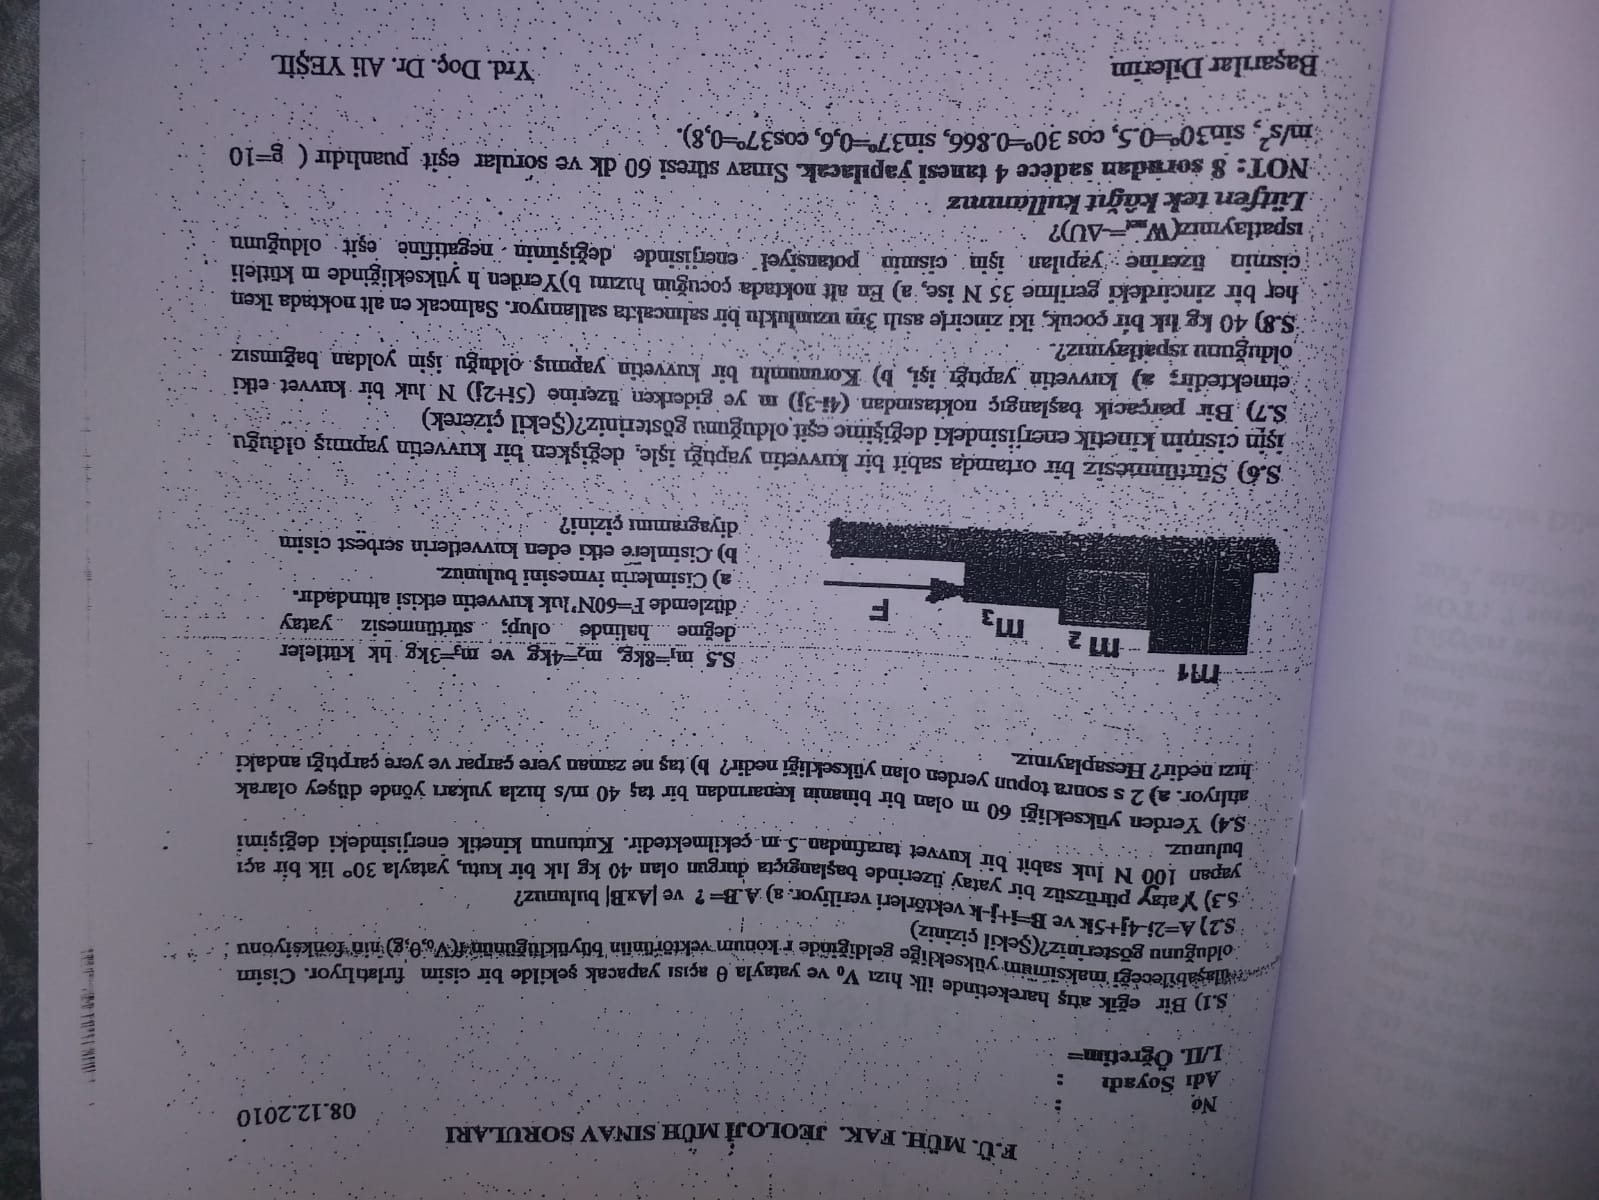 F.Ü. MÜH. FAK. JEOLOJİ MÜH SINAV SORULARI
08.12.2010
No :
Adı Soyadı :
I./II. Öğretim=
S.1) Bir eğik atış hareketinde ilk hızı V₀ ve yatayla θ açısı yapacak şekilde bir cisim fırlatılıyor. Cisim
ulaşabileceği maksimum yüksekliğe geldiğinde r konum vektörünün büyüklüğünün f(V₀,θ,g) nin fonksiyonu
olduğunu gösteriniz?(Şekil çiziniz)
S.2) A=2i-4j+5k ve B=i+j-k vektörleri veriliyor. a) A.B= ? ve |AxB| bulunuz?
S.3) Yatay pürüzsüz bir yatay üzerinde başlangıçta durgun olan 40 kg lık bir kutu, yatayla 30º lik bir açı
yapan 100 N luk sabit bir kuvvet tarafından 5 m çekilmektedir. Kutunun kinetik enerjisindeki değişimi
bulunuz.
S.4) Yerden yüksekliği 60 m olan bir binanın kenarından bir taş 40 m/s hızla yukarı yönde düşey olarak
atılıyor. a) 2 s sonra topun yerden olan yüksekliği nedir? b) taş ne zaman yere çarpar ve yere çarptığı andaki
hızı nedir? Hesaplayınız.
m1
m2
m3
F
S.5 m₁=8kg, m₂=4kg ve m₃=3kg lık kütleler
değme halinde olup; sürtünmesiz yatay
düzlemde F=60N'luk kuvvetin etkisi altındadır.
a) Cisimlerin ivmesini bulunuz.
b) Cisimlere etki eden kuvvetlerin serbest cisim
diyagramını çizini?
S.6) Sürtünmesiz bir ortamda sabit bir kuvvetin yaptığı işle, değişken bir kuvvetin yapmış olduğu
işin cismin kinetik enerjisindeki değişime eşit olduğunu gösteriniz?(Şekil çizerek)
S.7) Bir parçacık başlangıç noktasından (4i-3j) m ye giderken üzerine (5i+2j) N luk bir kuvvet etki
etmektedir; a) kuvvetin yaptığı işi, b) Korunumlu bir kuvvetin yapmış olduğu işin yoldan bağımsız
olduğunu ispatlayınız?.
S.8) 40 kg lık bir çocuk, iki zincirle asılı 3m uzunluklu bir salıncakta sallanıyor. Salıncak en alt noktada iken
her bir zincirdeki gerilme 35 N ise, a) En alt noktada çocuğun hızını b)Yerden h yüksekliğinde m kütleli
cismin üzerine yapılan işin cismin potansiyel enerjisinde değişimin negatifine eşit olduğunu
ispatlayınız(Wnet=-ΔU)?
Lütfen tek kâğıt kullanınız
NOT: 8 sorudan sadece 4 tanesi yapılacak. Sınav süresi 60 dk ve sorular eşit puanlıdır ( g=10
m/s², sin30º=0.5, cos 30º=0.866, sin37º=0,6, cos37º=0,8).
Başarılar Dilerim
Yrd. Doç. Dr. Ali YEŞİL